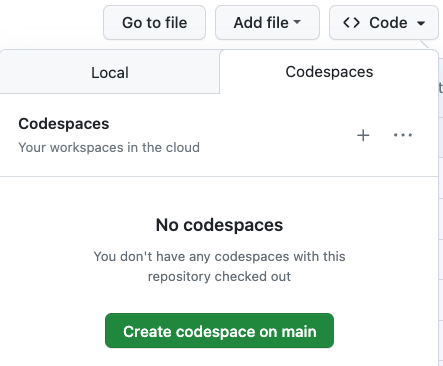 Go to file
Add file
<> Code
Local
Codespaces
Codespaces
Your workspaces in the cloud
No codespaces
You don't have any codespaces with this
repository checked out
Create codespace on main